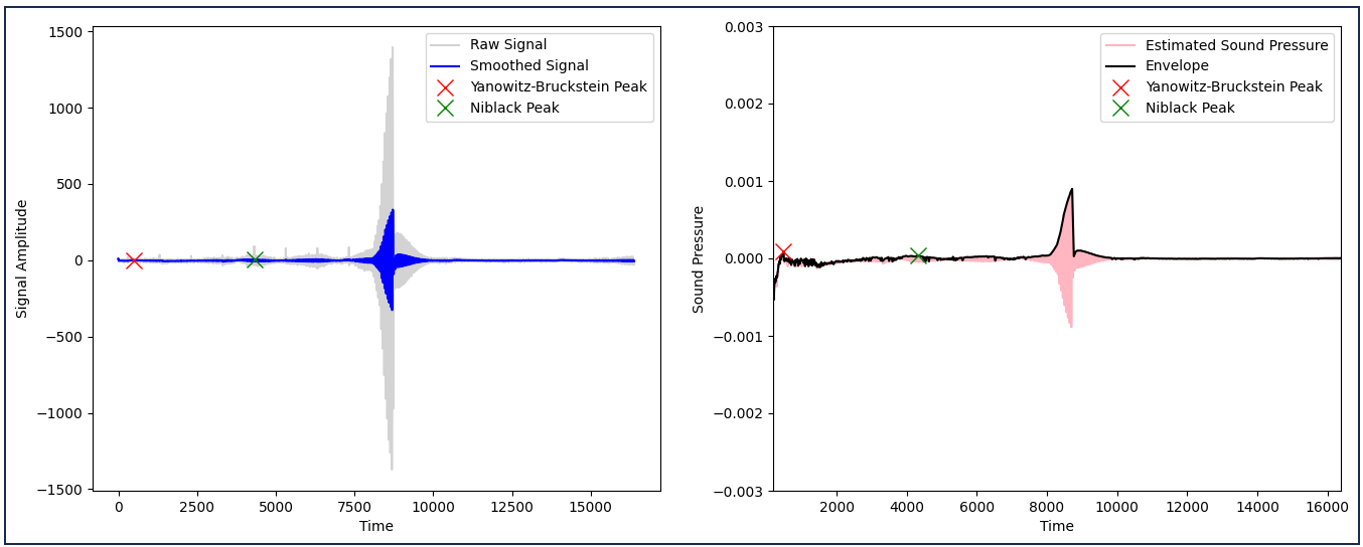 1500
1000
500
0
−500
−1000
−1500
Signal Amplitude
0
2500
5000
7500
10000
12500
15000
Time
Raw Signal
Smoothed Signal
Yanowitz-Bruckstein Peak
Niblack Peak
0.003
0.002
0.001
0.000
−0.001
−0.002
−0.003
Sound Pressure
2000
4000
6000
8000
10000
12000
14000
16000
Time
Estimated Sound Pressure
Envelope
Yanowitz-Bruckstein Peak
Niblack Peak